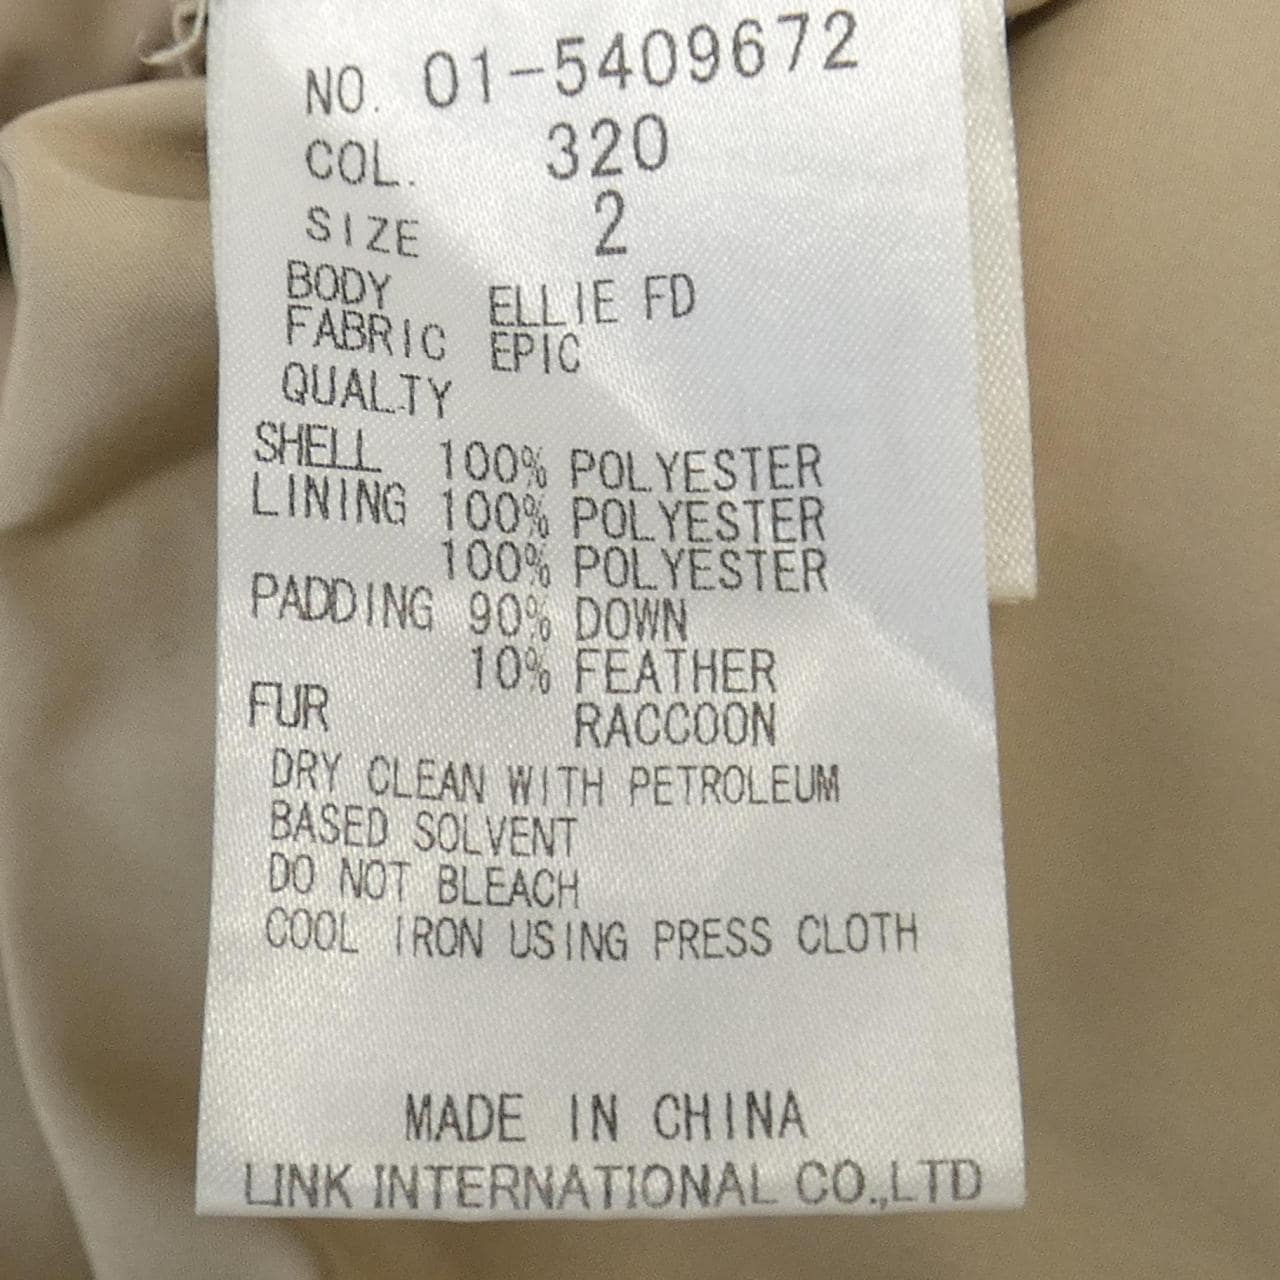 NO. 01-5409672
COL. 320
SIZE 2
BODY ELLIE FD
FABRIC EPIC
QUALTY
SHELL 100% POLYESTER
LINING 100% POLYESTER
100% POLYESTER
PADDING 90% DOWN
10% FEATHER
FUR RACCOON
DRY CLEAN WITH PETROLEUM
BASED SOLVENT
DO NOT BLEACH
COOL IRON USING PRESS CLOTH
MADE IN CHINA
LINK INTERNATIONAL CO.,LTD